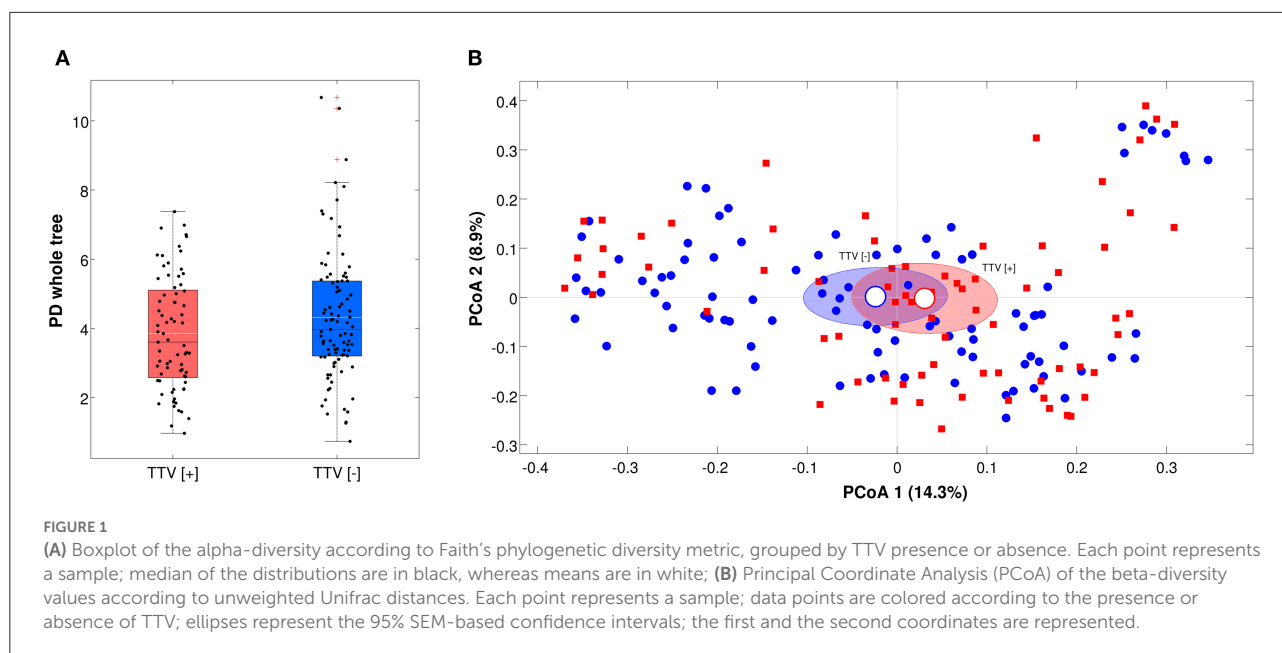 A
B
PD whole tree
10
8
6
4
2
TTV [+]
TTV [-]
PCoA 2 (8.9%)
0.4
0.3
0.2
0.1
0
-0.1
-0.2
-0.3
TTV [-]
TTV [+]
-0.4
-0.3
-0.2
-0.1
0
0.1
0.2
0.3
PCoA 1 (14.3%)
FIGURE 1
(A) Boxplot of the alpha-diversity according to Faith's phylogenetic diversity metric, grouped by TTV presence or absence. Each point represents
a sample; median of the distributions are in black, whereas means are in white; (B) Principal Coordinate Analysis (PCoA) of the beta-diversity
values according to unweighted Unifrac distances. Each point represents a sample; data points are colored according to the presence or
absence of TTV; ellipses represent the 95% SEM-based confidence intervals; the first and the second coordinates are represented.